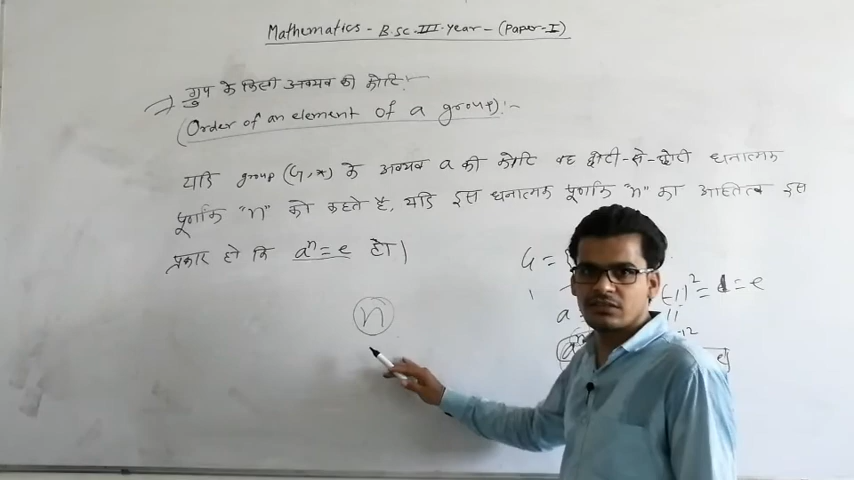 Mathematics - B.SC.III.Year - (Paper-I)
→ ग्रुप के किसी अवयव की कोटि:-
(Order of an element of a group):-
यदि group (G,*) के अवयव a की कोटि वह छोटी-से-छोटी धनात्मक
पूर्णांक "n" को कहते है, यदि इस धनात्मक पूर्णांक "n" का अस्तित्व इस
प्रकार हो कि aⁿ=e हो।
G = {
1
(-1)² = 1 = e
a =
n